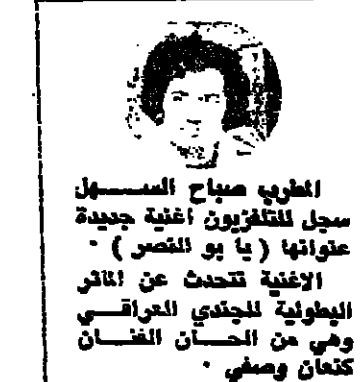 المطرب صباح السهل
سجل للتلفزيون اغنية جديدة
عنوانها ( يا بو النصر ) ·
الاغنية تتحدث عن المآثر
البطولية للجندي العراقي
وهي من الحان الفنان
كنعان وصفي ·